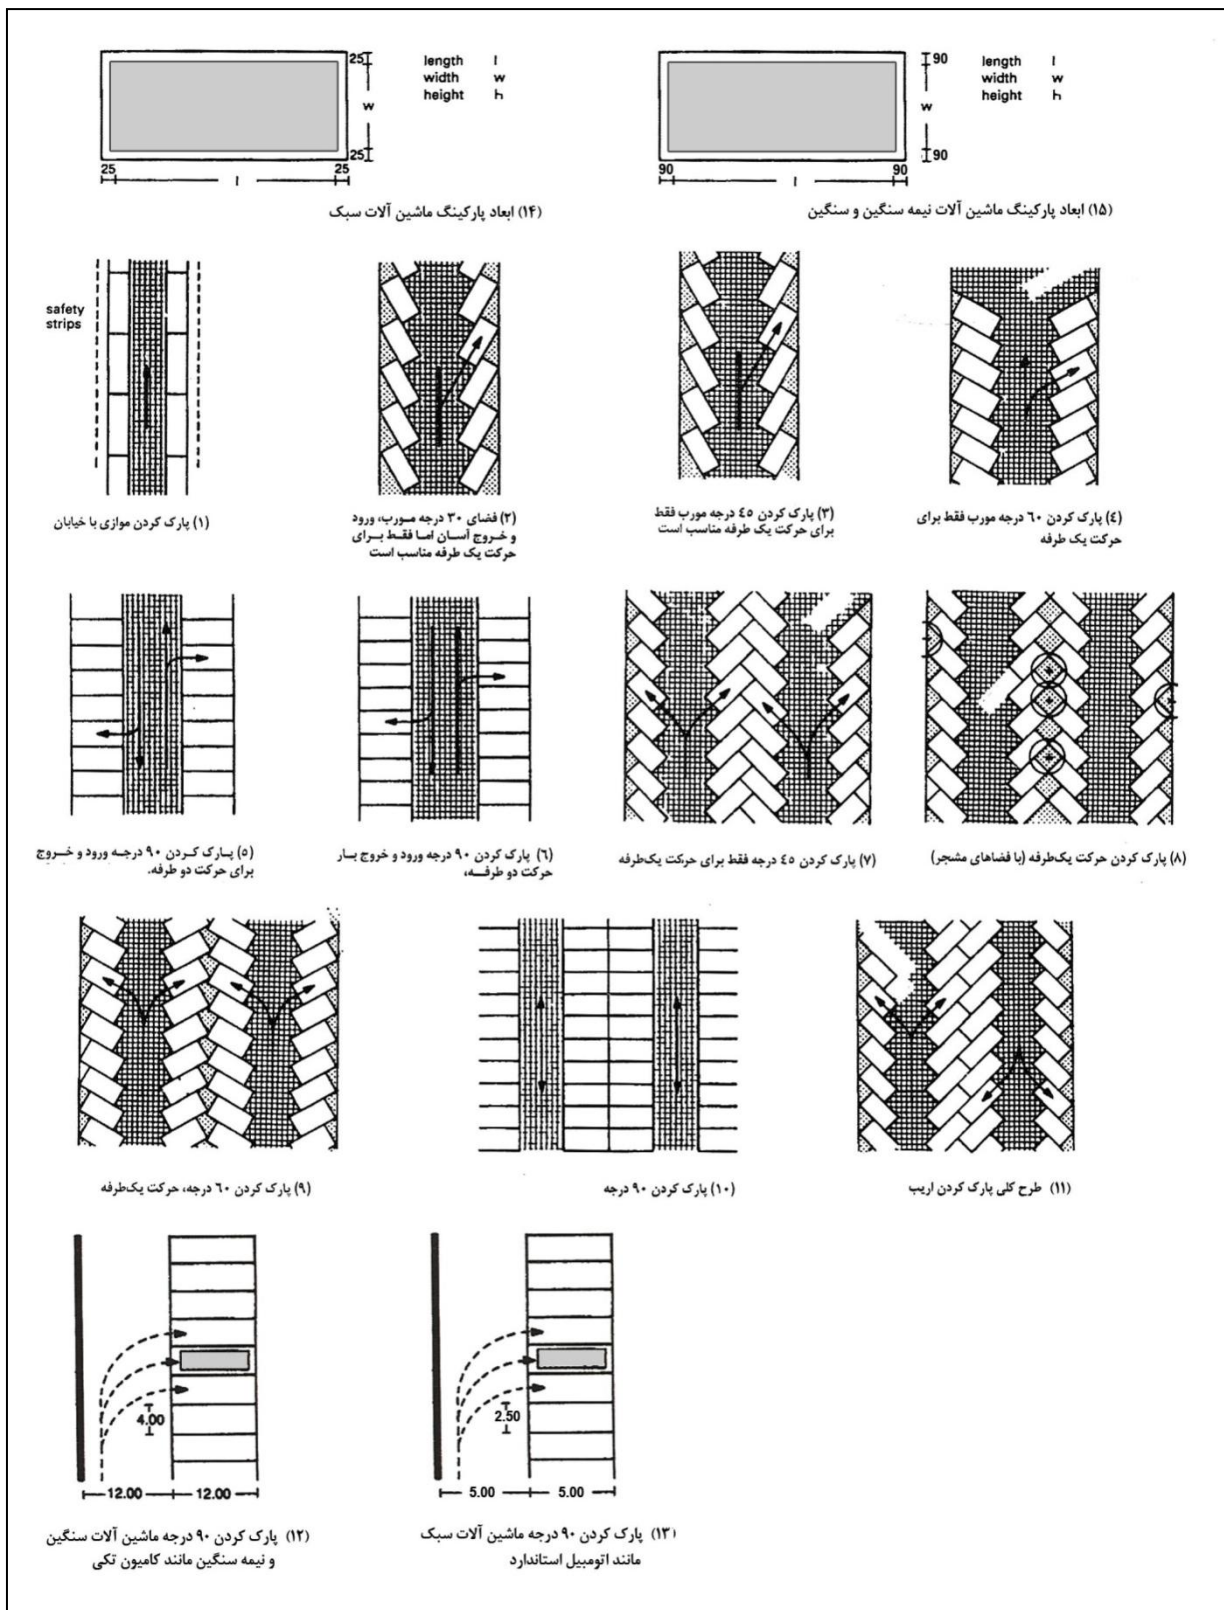 25
w
25
25
l
25
length l
width w
height h
(۱۴) ابعاد پارکینگ ماشین آلات سبک
90
w
90
90
l
90
length l
width w
height h
(۱۵) ابعاد پارکینگ ماشین آلات نیمه سنگین و سنگین
safety
strips
(۱) پارک کردن موازی با خیابان
(۲) فضای ۳۰ درجه مورب، ورود
و خروج آسان اما فقط برای
حرکت یک طرفه مناسب است
(۳) پارک کردن ٤٥ درجه مورب فقط
برای حرکت یک طرفه مناسب است
(٤) پارک کردن ٦٠ درجه مورب فقط برای
حرکت یک طرفه
(٥) پارک کردن ۹۰ درجه ورود و خروج
برای حرکت دو طرفه.
(٦) پارک کردن ۹۰ درجه ورود و خروج بار
حرکت دو طرفه،
(۷) پارک کردن ٤٥ درجه فقط برای حرکت یک‌طرفه
(۸) پارک کردن حرکت یک‌طرفه (با فضاهای مشجر)
(۹) پارک کردن ٦٠ درجه، حرکت یک‌طرفه
(۱۰) پارک کردن ۹۰ درجه
(۱۱) طرح کلی پارک کردن اریب
4.00
12.00 12.00
(۱۲) پارک کردن ۹۰ درجه ماشین آلات سنگین
و نیمه سنگین مانند کامیون تکی
2.50
5.00 5.00
(۱۳) پارک کردن ۹۰ درجه ماشین آلات سبک
مانند اتومبیل استاندارد